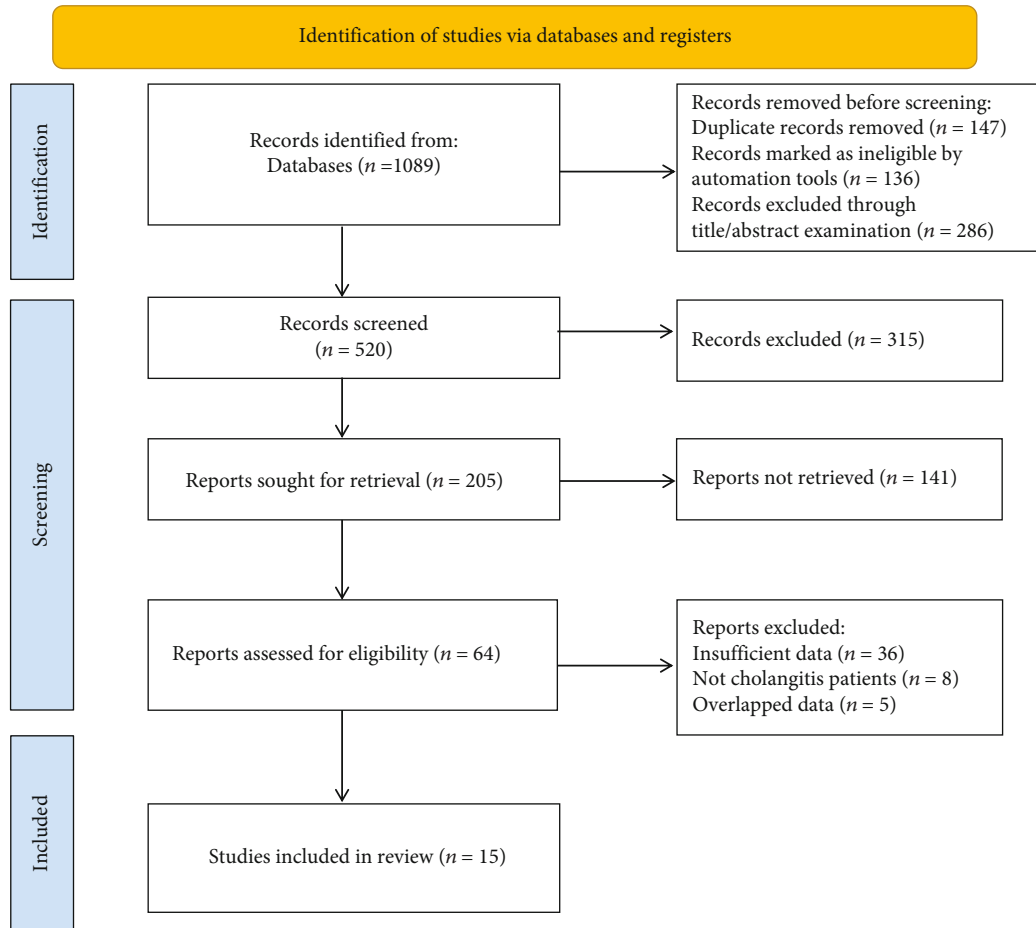 Identification of studies via databases and registers
Identification
Records identified from:
Databases (n =1089)
Records removed before screening:
Duplicate records removed (n = 147)
Records marked as ineligible by
automation tools (n = 136)
Records excluded through
title/abstract examination (n = 286)
Screening
Records screened
(n = 520)
Records excluded (n = 315)
Reports sought for retrieval (n = 205)
Reports not retrieved (n = 141)
Reports assessed for eligibility (n = 64)
Reports excluded:
Insufficient data (n = 36)
Not cholangitis patients (n = 8)
Overlapped data (n = 5)
Included
Studies included in review (n = 15)